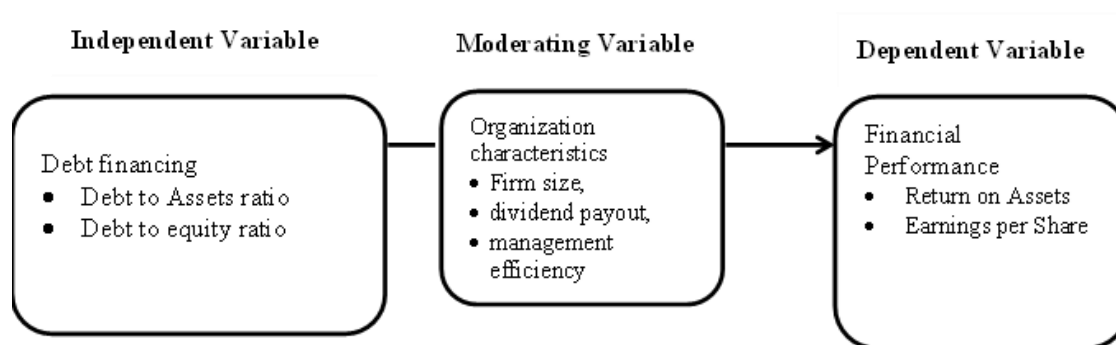 Independent Variable
Moderating Variable
Dependent Variable
Debt financing
• Debt to Assets ratio
• Debt to equity ratio
Organization
characteristics
• Firm size,
• dividend payout,
• management
efficiency
Financial
Performance
• Return on Assets
• Earnings per Share